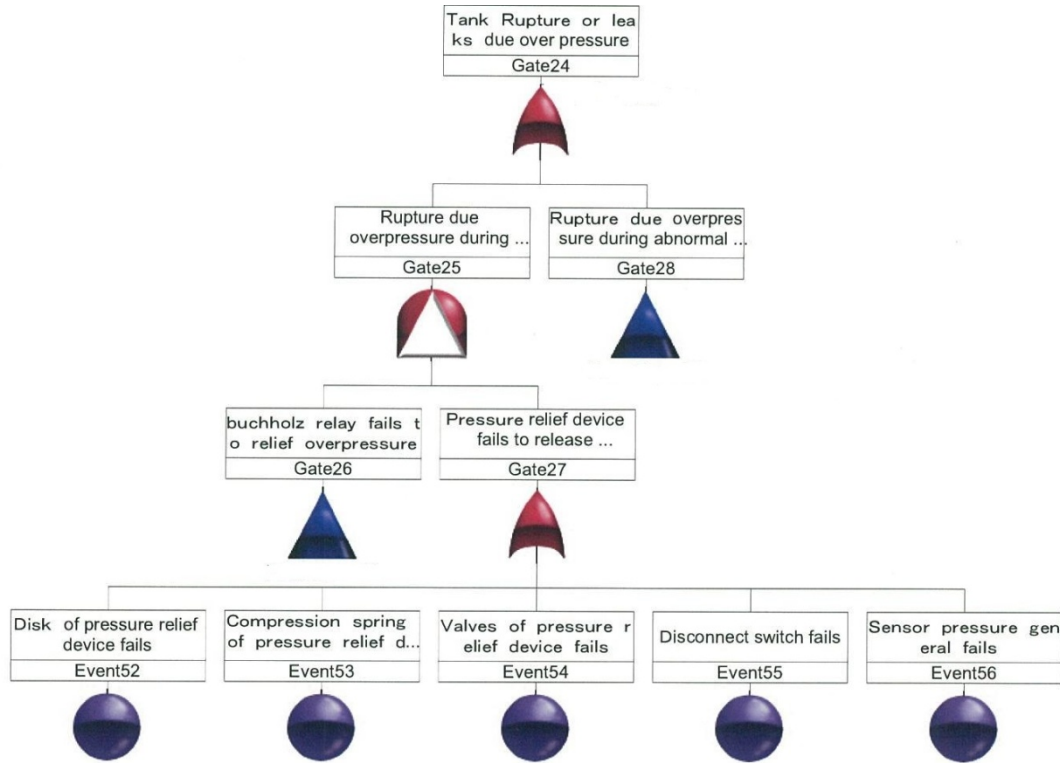 Tank Rupture or lea
ks due over pressure
Gate24
Rupture due
overpressure during ...
Gate25
Rupture due overpres
sure during abnormal ...
Gate28
buchholz relay fails t
o relief overpressure
Gate26
Pressure relief device
fails to release ...
Gate27
Disk of pressure relief
device fails
Event52
Compression spring
of pressure relief d...
Event53
Valves of pressure r
elief device fails
Event54
Disconnect switch fails
Event55
Sensor pressure gen
eral fails
Event56